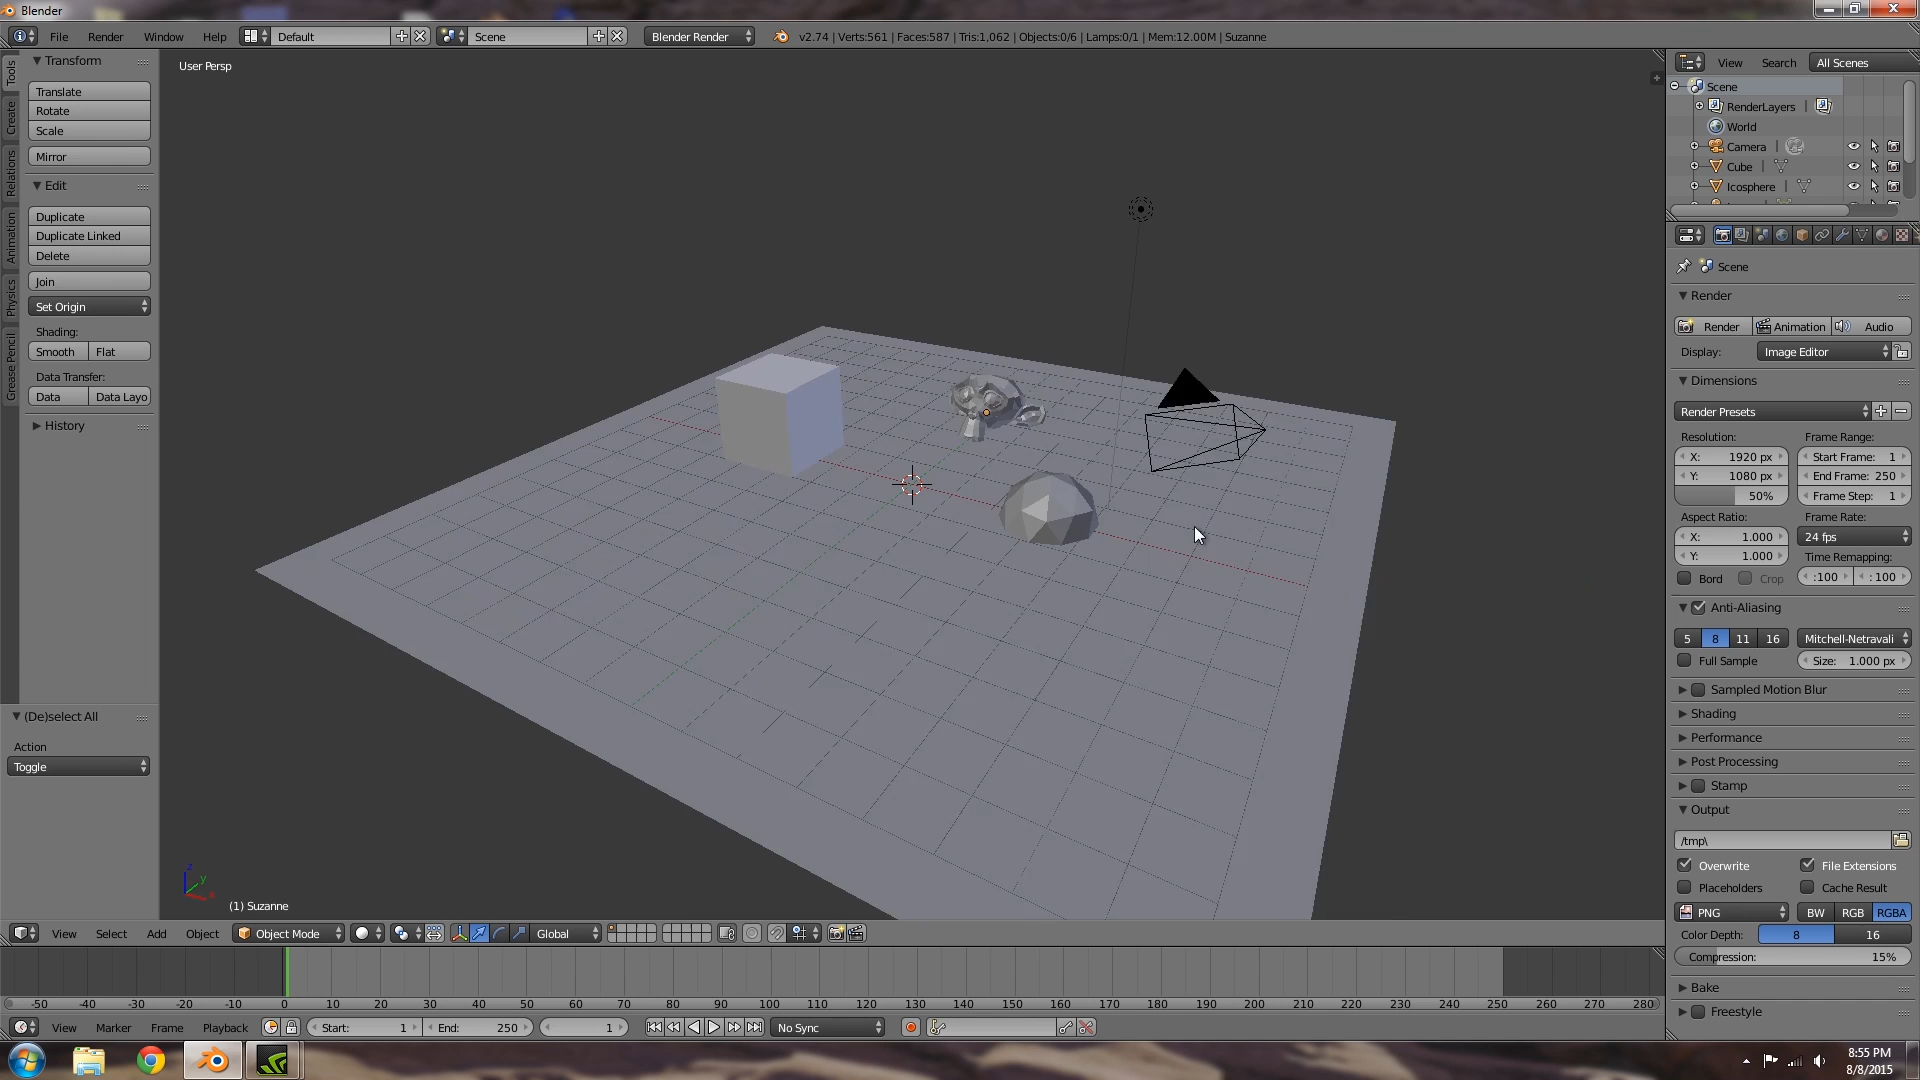 Blender
File Render Window Help Default Scene Blender Render v2.74 | Verts:561 | Faces:587 | Tris:1,062 | Objects:0/6 | Lamps:0/1 | Mem:12.00M | Suzanne
Tools
Create
Relations
Animation
Physics
Grease Pencil
Transform
Translate
Rotate
Scale
Mirror
Edit
Duplicate
Duplicate Linked
Delete
Join
Set Origin
Shading:
Smooth Flat
Data Transfer:
Data Data Layo
History
(De)select All
Action
Toggle
User Persp
z
y
(1) Suzanne
View Select Add Object Object Mode Global
-50 -40 -30 -20 -10 0 10 20 30 40 50 60 70 80 90 100 110 120 130 140 150 160 170 180 190 200 210 220 230 240 250 260 270 280
View Marker Frame Playback Start: 1 End: 250 1 No Sync
View Search All Scenes
Scene
RenderLayers |
World
Camera |
Cube |
Icosphere |
Scene
Render
Render Animation Audio
Display: Image Editor
Dimensions
Render Presets
Resolution: Frame Range:
X: 1920 px Start Frame: 1
Y: 1080 px End Frame: 250
50% Frame Step: 1
Aspect Ratio: Frame Rate:
X: 1.000 24 fps
Y: 1.000 Time Remapping:
Bord Crop :100 : 100
Anti-Aliasing
5 8 11 16 Mitchell-Netravali
Full Sample Size: 1.000 px
Sampled Motion Blur
Shading
Performance
Post Processing
Stamp
Output
/tmp\
Overwrite File Extensions
Placeholders Cache Result
PNG BW RGB RGBA
Color Depth: 8 16
Compression: 15%
Bake
Freestyle
8:55 PM
8/8/2015